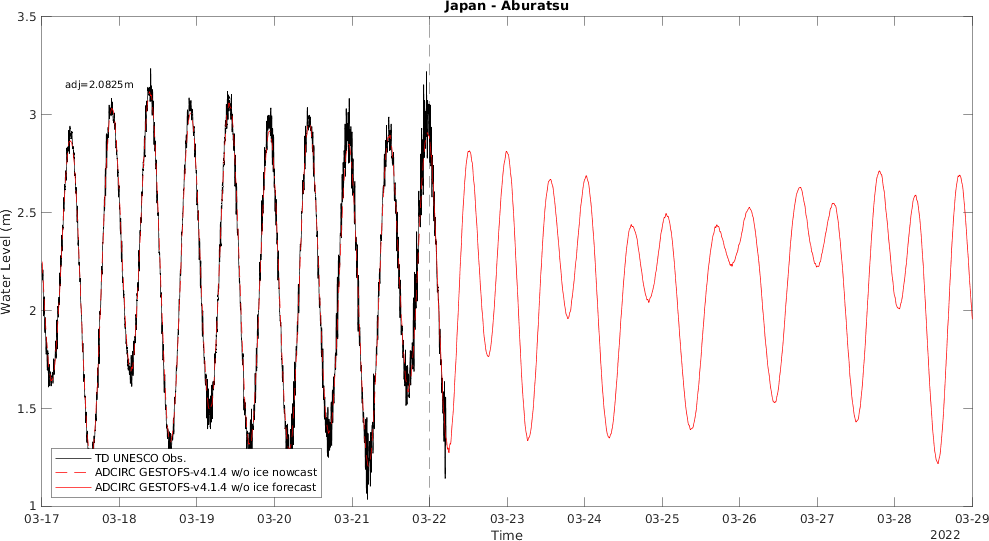 Japan - Aburatsu
3.5
3
2.5
2
1.5
1
Water Level (m)
adj=2.0825m
TD UNESCO Obs.
ADCIRC GESTOFS-v4.1.4 w/o ice nowcast
ADCIRC GESTOFS-v4.1.4 w/o ice forecast
03-17 03-18 03-19 03-20 03-21 03-22 03-23 03-24 03-25 03-26 03-27 03-28 03-29
Time
2022